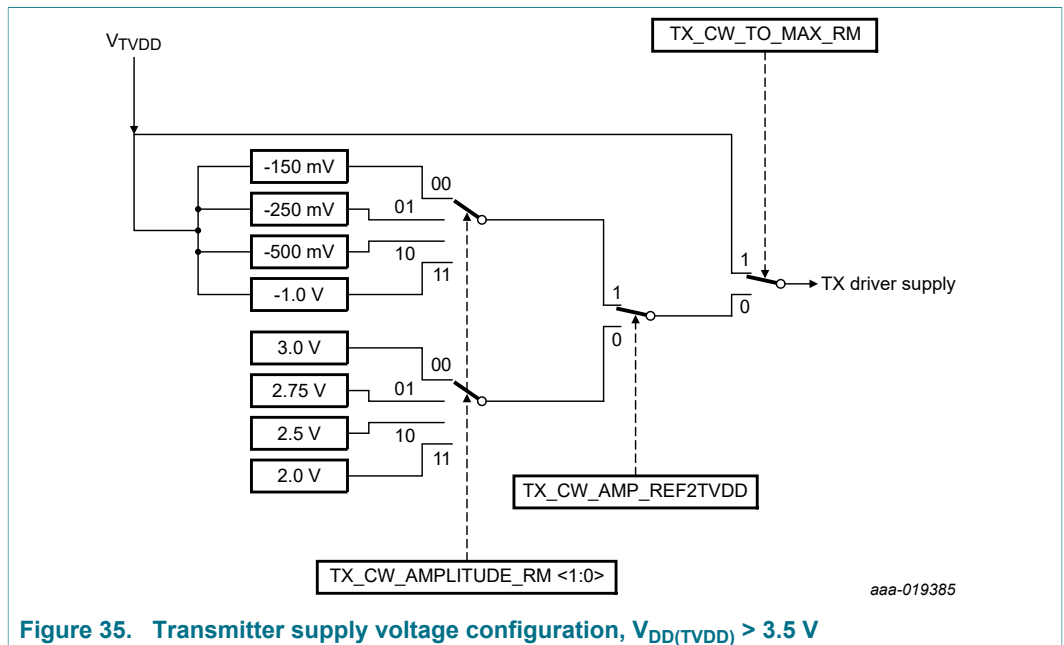 TX_CW_TO_MAX_RM
VTVDD
-150 mV
00
-250 mV
01
-500 mV
10
11
-1.0 V
1
TX driver supply
0
1
0
3.0 V
00
2.75 V
01
2.5 V
10
11
2.0 V
TX_CW_AMP_REF2TVDD
TX_CW_AMPLITUDE_RM <1:0>
aaa-019385
Figure 35. Transmitter supply voltage configuration, VDD(TVDD) > 3.5 V